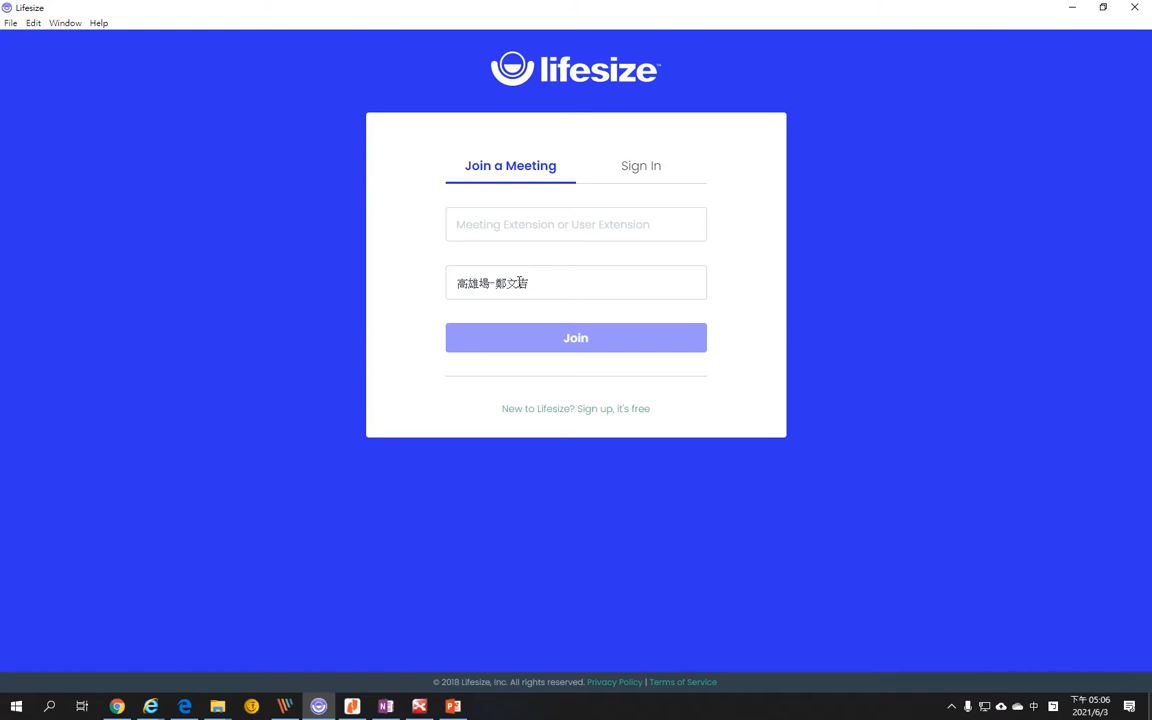 Lifesize
File Edit Window Help
lifesize™
Join a Meeting Sign In
Meeting Extension or User Extension
高雄場-鄭文吉
Join
New to Lifesize? Sign up, it's free
© 2018 Lifesize, Inc. All rights reserved. Privacy Policy | Terms of Service
中
下午 05:06
2021/6/3